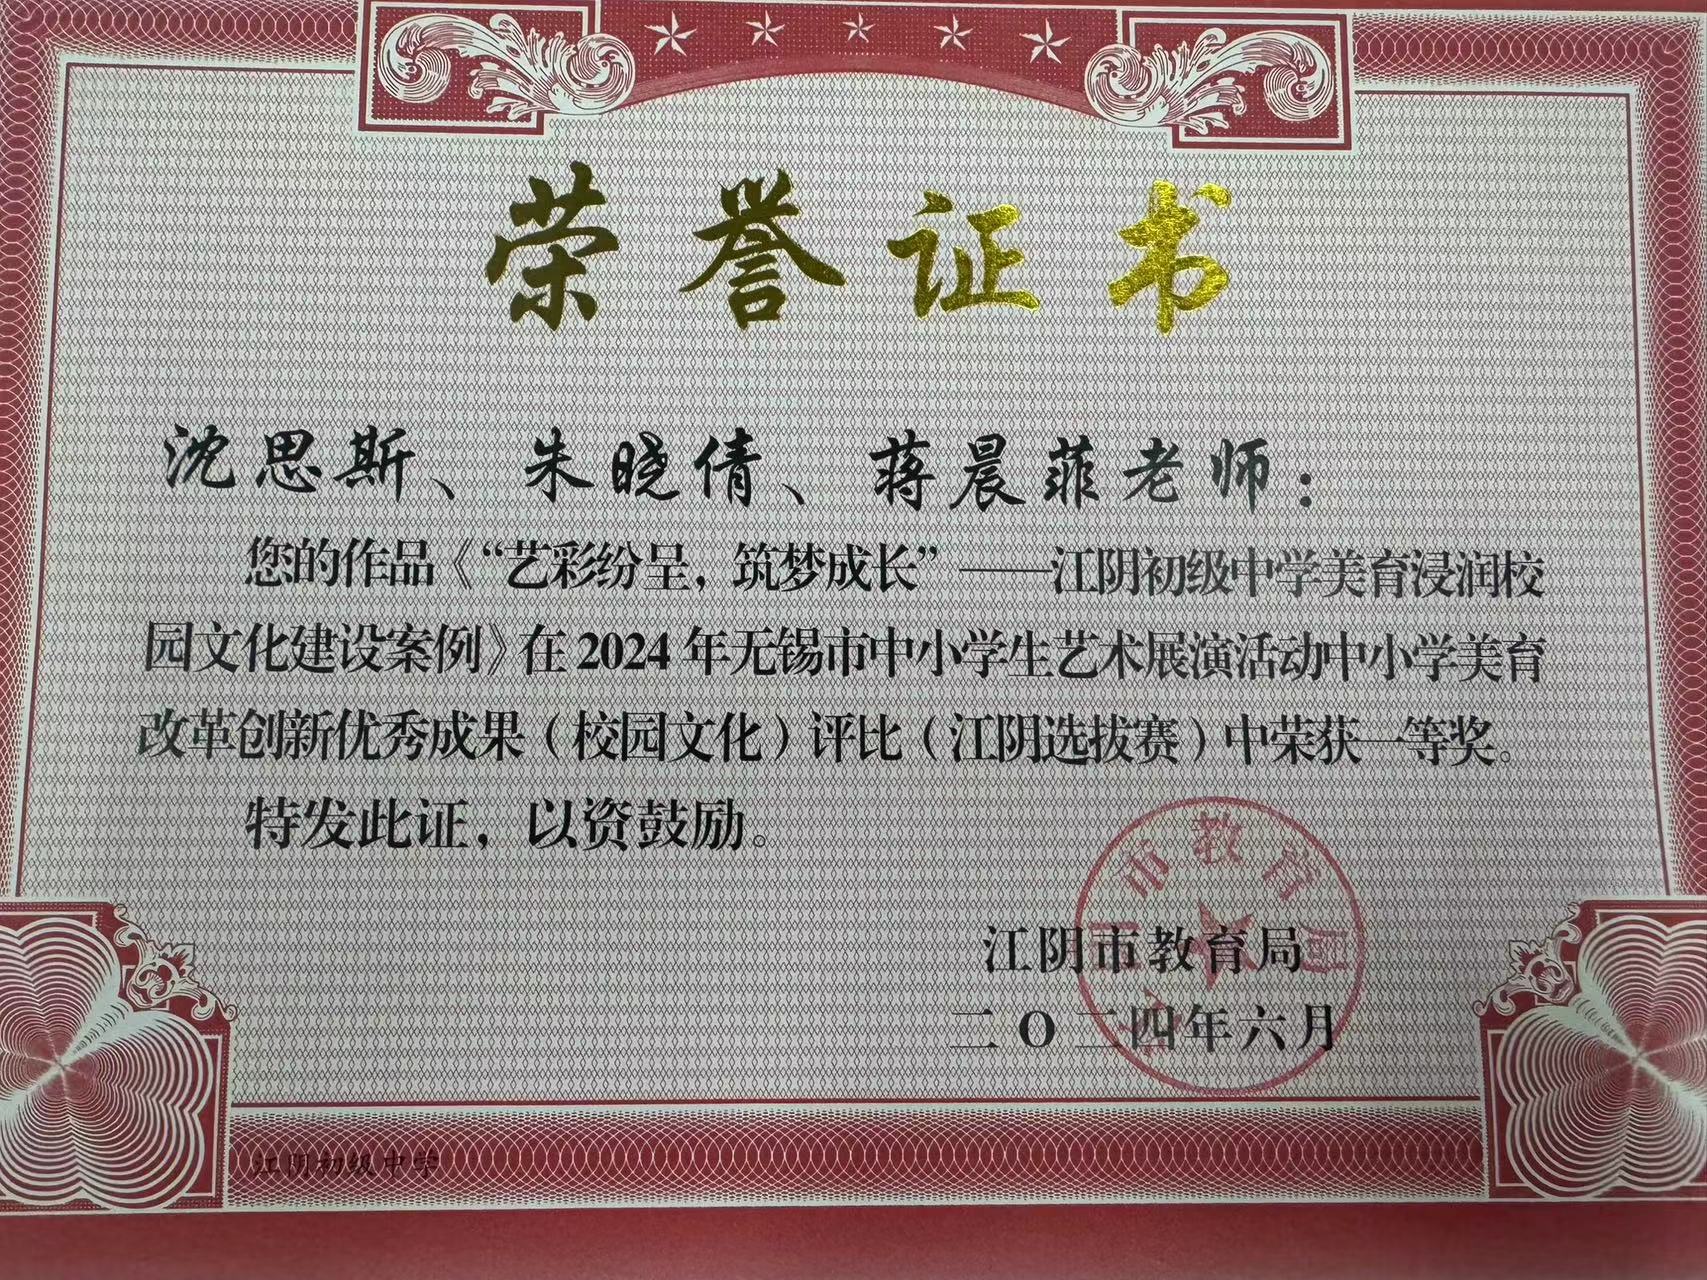 荣誉证书
沈思斯、朱晓倩、蒋晨菲老师：
您的作品《“艺彩纷呈，筑梦成长”——江阴初级中学美育浸润校
园文化建设案例》在2024年无锡市中小学生艺术展演活动中小学美育
改革创新优秀成果（校园文化）评比（江阴选拔赛）中荣获一等奖。
特发此证，以资鼓励。
江阴市教育局
二O二四年六月
江阴初级中学